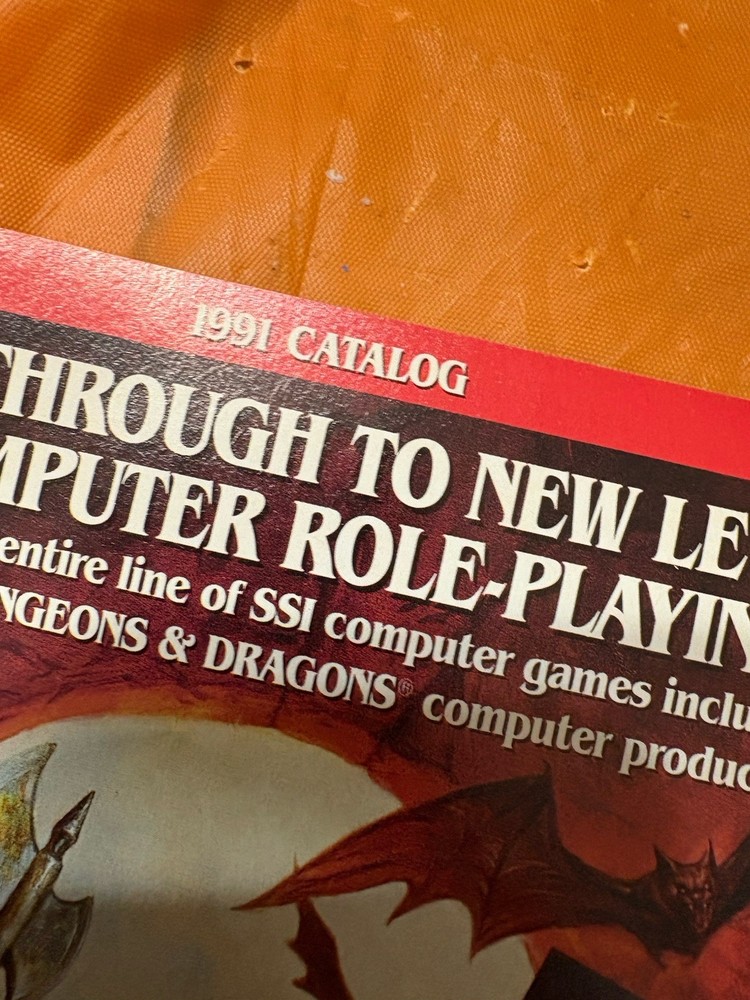 1991 CATALOG
THROUGH TO NEW LE
MPUTER ROLE-PLAYIN
entire line of SSI computer games inclu
NGEONS & DRAGONS® computer produc